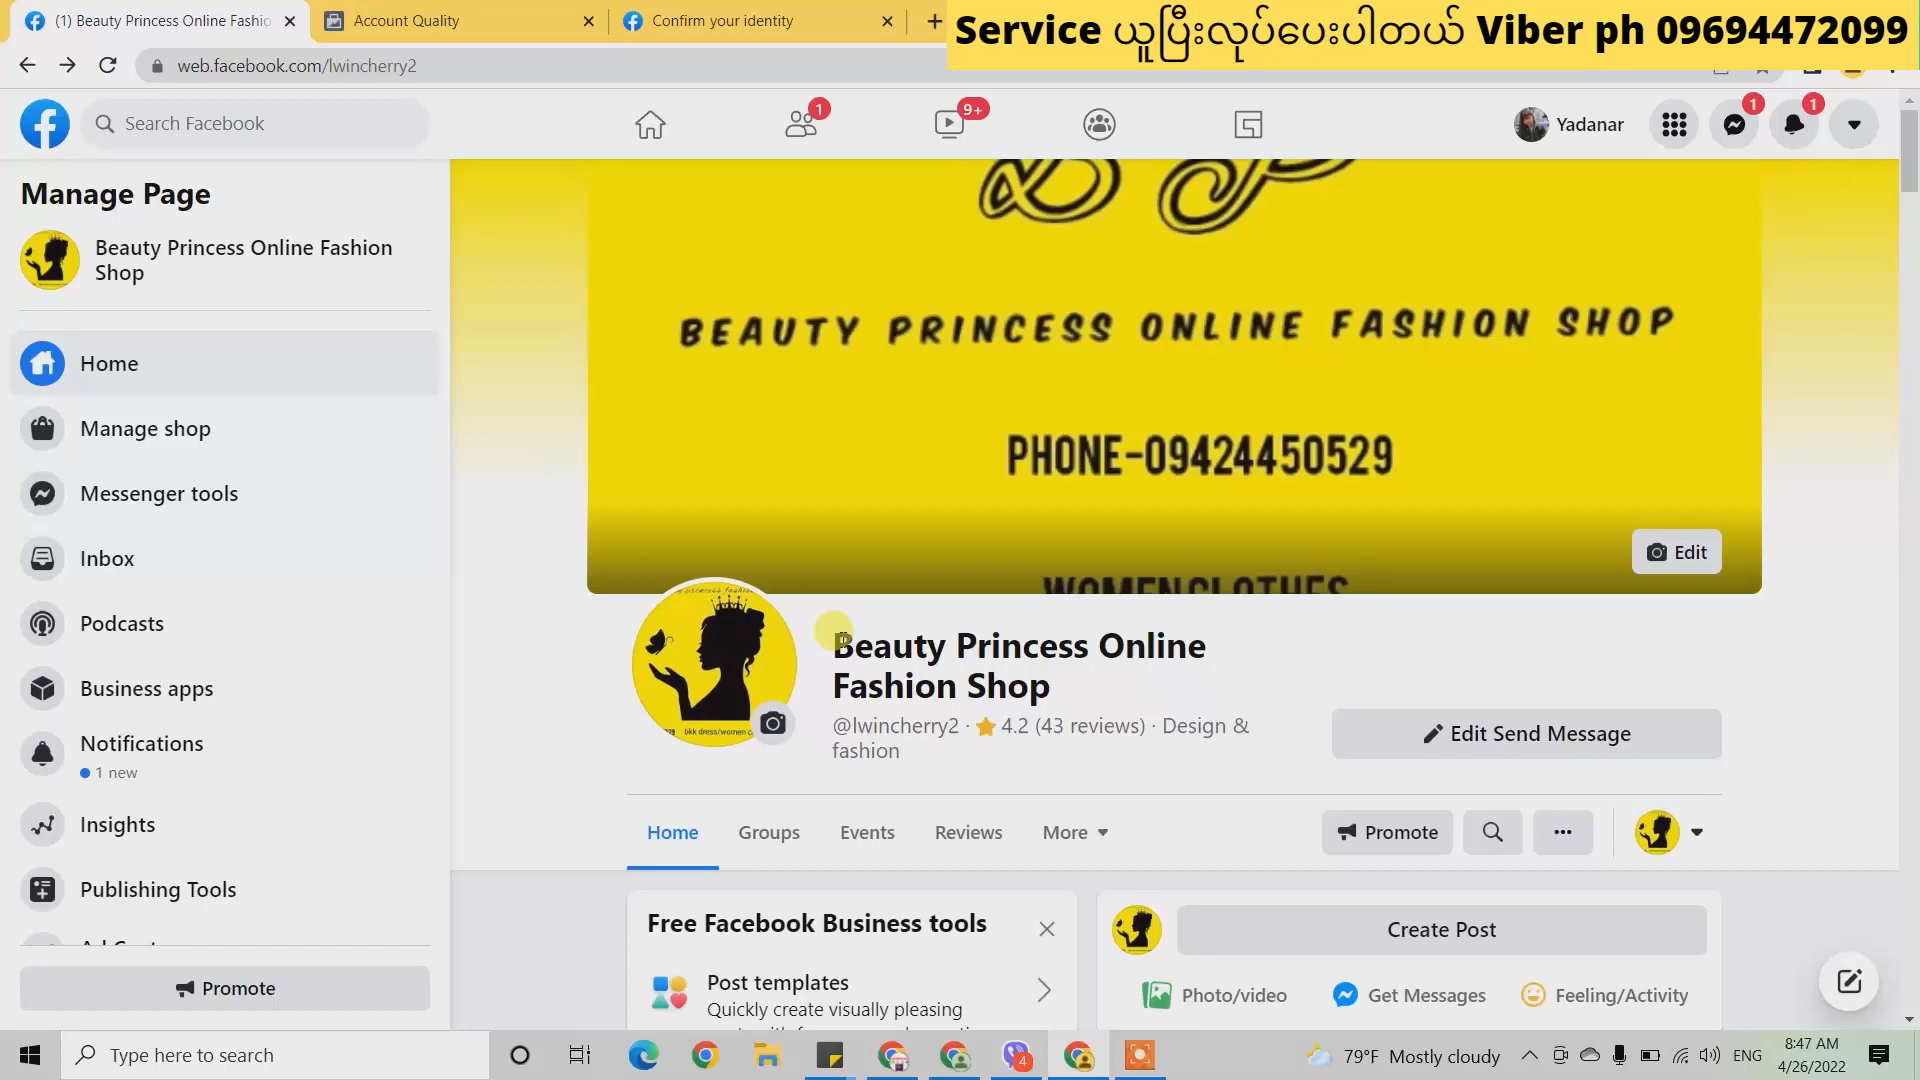 (1) Beauty Princess Online Fashio
Account Quality
Confirm your identity
Service ယူပြီးလုပ်ပေးပါတယ် Viber ph 09694472099
web.facebook.com/lwincherry2
Search Facebook
1
9+
Yadanar
1
1
Manage Page
Beauty Princess Online Fashion
Shop
Home
Manage shop
Messenger tools
Inbox
Podcasts
Business apps
Notifications
1 new
Insights
Publishing Tools
Promote
BEAUTY PRINCESS ONLINE FASHION SHOP
PHONE-09424450529
WOMEN CLOTHES
Edit
Beauty Princess Online
Fashion Shop
@lwincherry2 · 4.2 (43 reviews) · Design &
fashion
Edit Send Message
Home
Groups
Events
Reviews
More
Promote
Free Facebook Business tools
Post templates
Quickly create visually pleasing
Create Post
Photo/video
Get Messages
Feeling/Activity
Type here to search
4
79°F Mostly cloudy
ENG
8:47 AM
4/26/2022